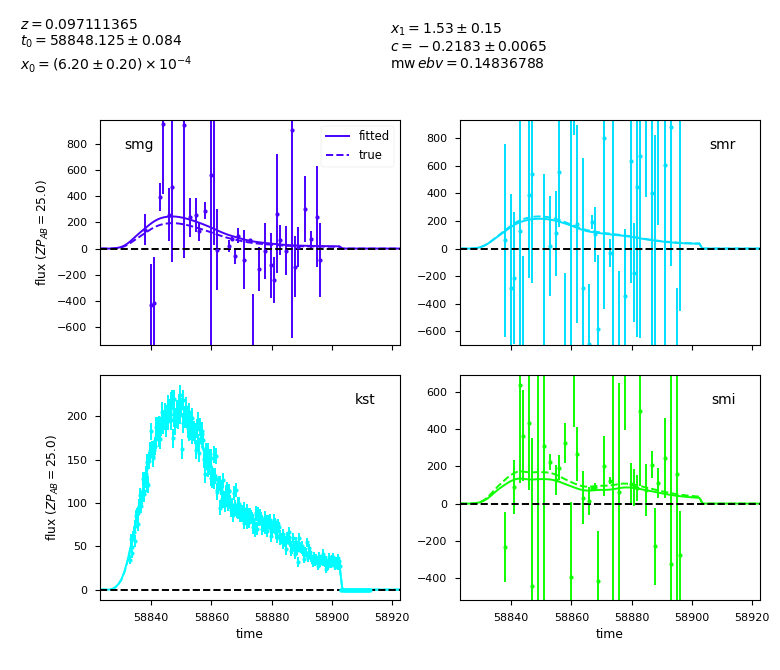 z = 0.097111365
t₀ = 58848.125 ± 0.084
x₀ = (6.20 ± 0.20) × 10⁻⁴
x₁ = 1.53 ± 0.15
c = −0.2183 ± 0.0065
mw ebv = 0.14836788
smg
fitted
true
800
600
400
200
0
−200
−400
−600
flux (ZP_AB = 25.0)
smr
800
600
400
200
0
−200
−400
−600
kst
200
150
100
50
0
flux (ZP_AB = 25.0)
58840 58860 58880 58900 58920
time
smi
600
400
200
0
−200
−400
58840 58860 58880 58900 58920
time